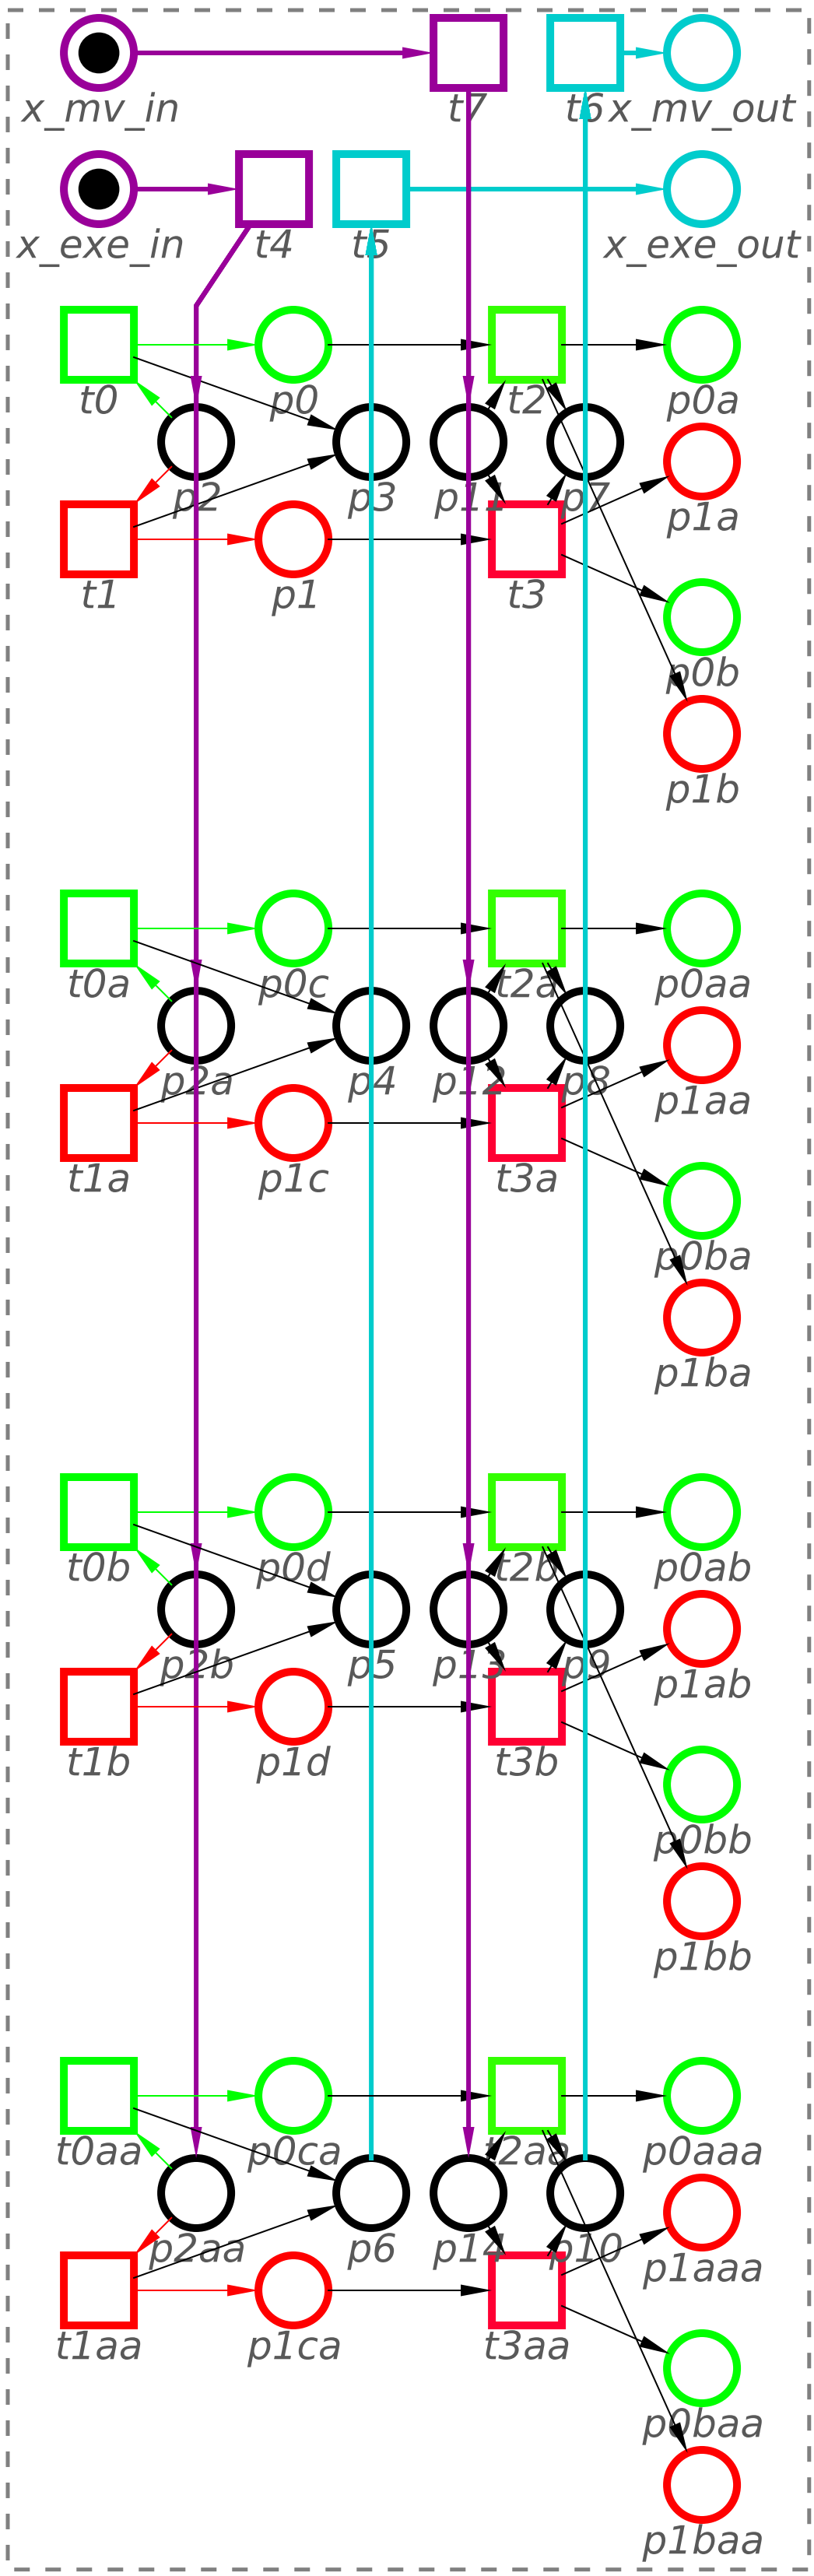 x_mv_in t7 t6 x_mv_out
x_exe_in t4 t5 x_exe_out
t0 p0 t2 p0a
p2 p3 p11 p7 p1a
t1 p1 t3
p0b
p1b
t0a p0c t2a p0aa
p2a p4 p12 p8 p1aa
t1a p1c t3a
p0ba
p1ba
t0b p0d t2b p0ab
p2b p5 p13 p9 p1ab
t1b p1d t3b
p0bb
p1bb
t0aa p0ca t2aa p0aaa
p2aa p6 p14 p10 p1aaa
t1aa p1ca t3aa
p0baa
p1baa